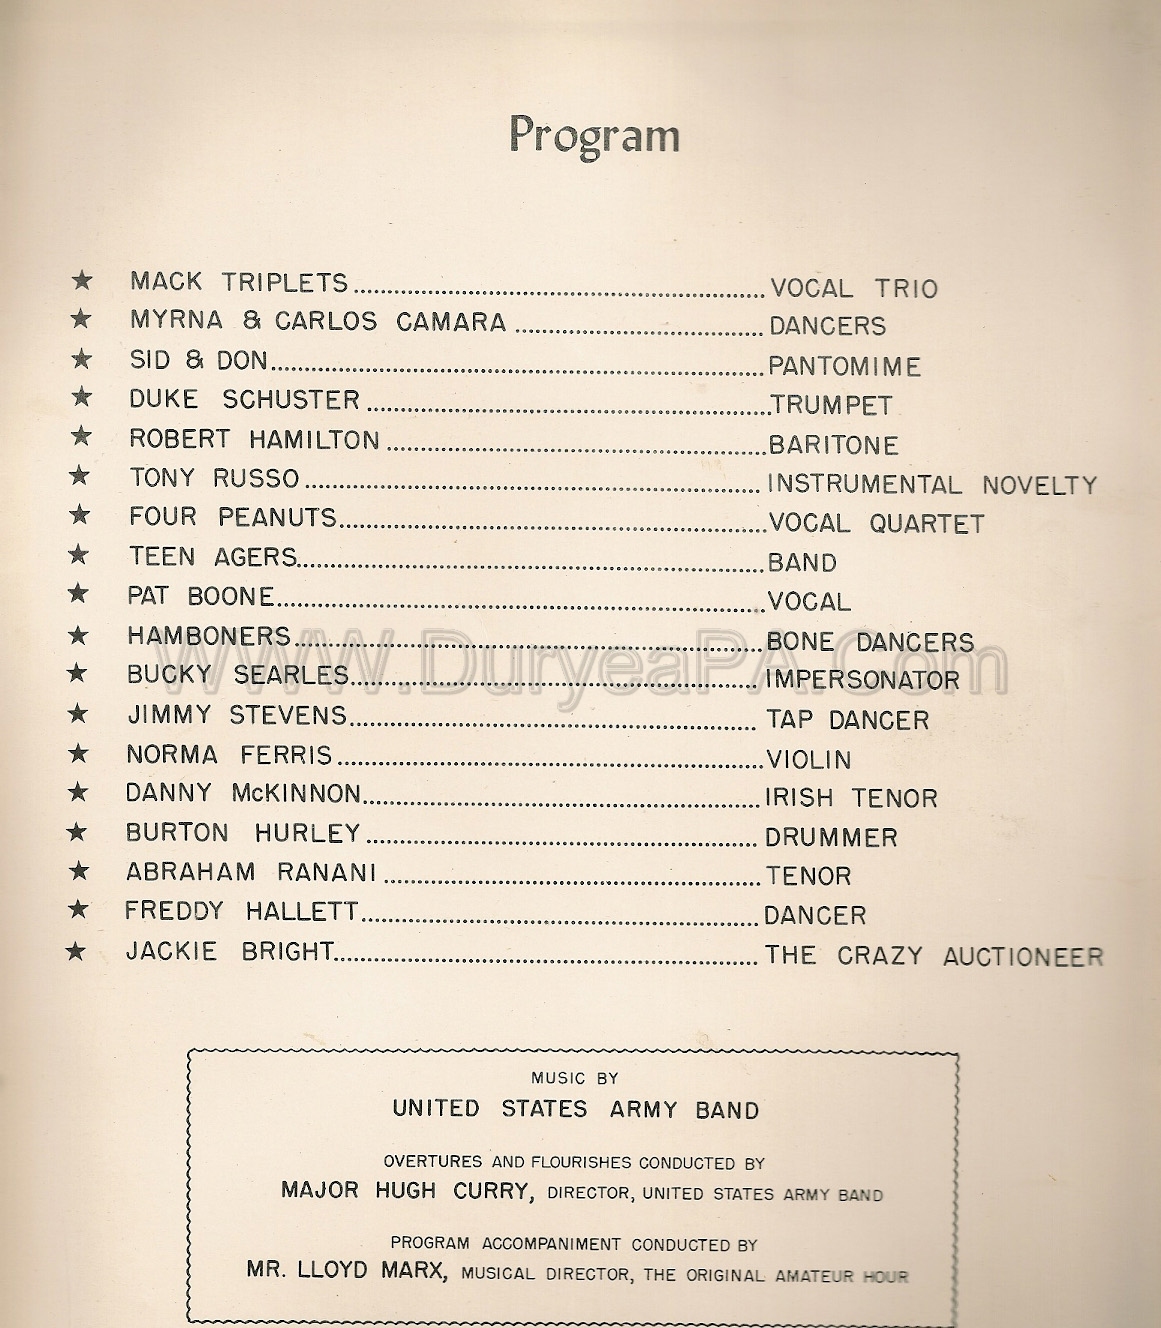 Program
★ MACK TRIPLETS........................VOCAL TRIO
★ MYRNA & CARLOS CAMARA........................DANCERS
★ SID & DON........................PANTOMIME
★ DUKE SCHUSTER........................TRUMPET
★ ROBERT HAMILTON........................BARITONE
★ TONY RUSSO........................INSTRUMENTAL NOVELTY
★ FOUR PEANUTS........................VOCAL QUARTET
★ TEEN AGERS........................BAND
★ PAT BOONE........................VOCAL
★ HAMBONERS........................BONE DANCERS
WWW.DuryeaPA.Com
★ BUCKY SEARLES........................IMPERSONATOR
★ JIMMY STEVENS........................TAP DANCER
★ NORMA FERRIS........................VIOLIN
★ DANNY McKINNON........................IRISH TENOR
★ BURTON HURLEY........................DRUMMER
★ ABRAHAM RANANI........................TENOR
★ FREDDY HALLETT........................DANCER
★ JACKIE BRIGHT........................THE CRAZY AUCTIONEER
MUSIC BY
UNITED STATES ARMY BAND
OVERTURES AND FLOURISHES CONDUCTED BY
MAJOR HUGH CURRY, DIRECTOR, UNITED STATES ARMY BAND
PROGRAM ACCOMPANIMENT CONDUCTED BY
MR. LLOYD MARX, MUSICAL DIRECTOR, THE ORIGINAL AMATEUR HOUR